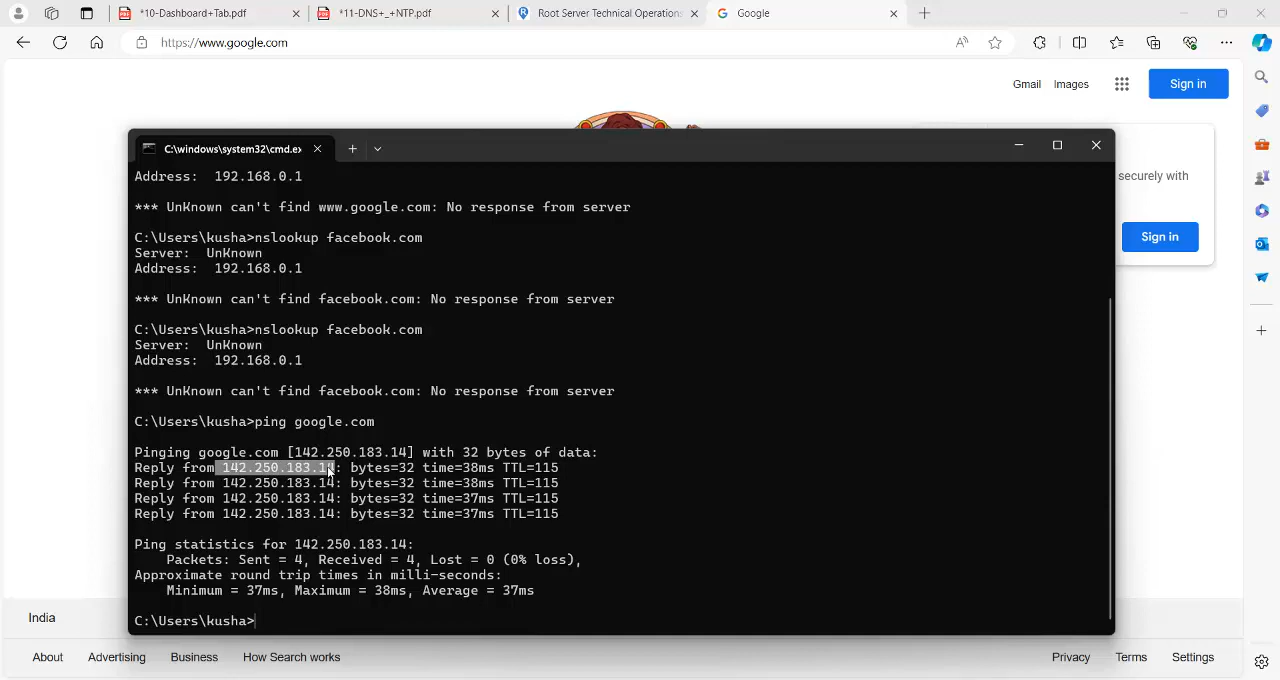 *10-Dashboard+Tab.pdf
*11-DNS+_+NTP.pdf
Root Server Technical Operations
Google
https://www.google.com
Gmail
Images
Sign in
C:\windows\system32\cmd.ex
securely with
Sign in
Address:  192.168.0.1
*** UnKnown can't find www.google.com: No response from server
C:\Users\kusha>nslookup facebook.com
Server:  UnKnown
Address:  192.168.0.1
*** UnKnown can't find facebook.com: No response from server
C:\Users\kusha>nslookup facebook.com
Server:  UnKnown
Address:  192.168.0.1
*** UnKnown can't find facebook.com: No response from server
C:\Users\kusha>ping google.com
Pinging google.com [142.250.183.14] with 32 bytes of data:
Reply from 142.250.183.14: bytes=32 time=38ms TTL=115
Reply from 142.250.183.14: bytes=32 time=38ms TTL=115
Reply from 142.250.183.14: bytes=32 time=37ms TTL=115
Reply from 142.250.183.14: bytes=32 time=37ms TTL=115
Ping statistics for 142.250.183.14:
    Packets: Sent = 4, Received = 4, Lost = 0 (0% loss),
Approximate round trip times in milli-seconds:
    Minimum = 37ms, Maximum = 38ms, Average = 37ms
C:\Users\kusha>
India
About
Advertising
Business
How Search works
Privacy
Terms
Settings